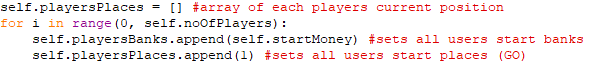 self.playersPlaces = [] #array of each players current position
for i in range(0, self.noOfPlayers):
    self.playersBanks.append(self.startMoney) #sets all users start banks
    self.playersPlaces.append(1) #sets all users start places (GO)